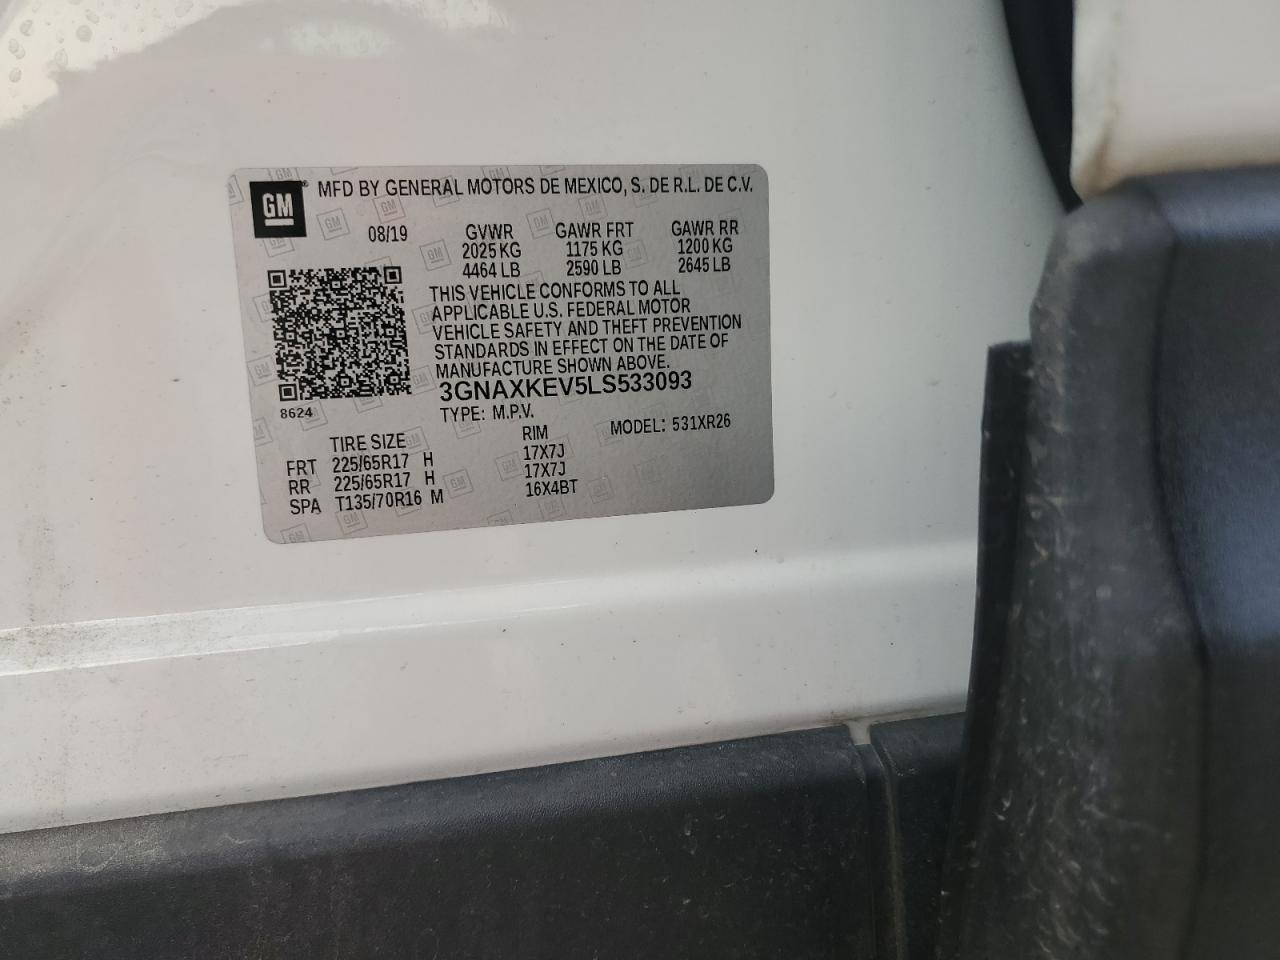 GM
MFD BY GENERAL MOTORS DE MEXICO, S. DE R.L. DE C.V.
08/19 GVWR GAWR FRT GAWR RR
2025 KG 1175 KG 1200 KG
4464 LB 2590 LB 2645 LB
THIS VEHICLE CONFORMS TO ALL
APPLICABLE U.S. FEDERAL MOTOR
VEHICLE SAFETY AND THEFT PREVENTION
STANDARDS IN EFFECT ON THE DATE OF
MANUFACTURE SHOWN ABOVE.
3GNAXKEV5LS533093
8624
TYPE: M.P.V. MODEL: 531XR26
TIRE SIZE RIM
FRT 225/65R17 H 17X7J
RR 225/65R17 H 17X7J
SPA T135/70R16 M 16X4BT